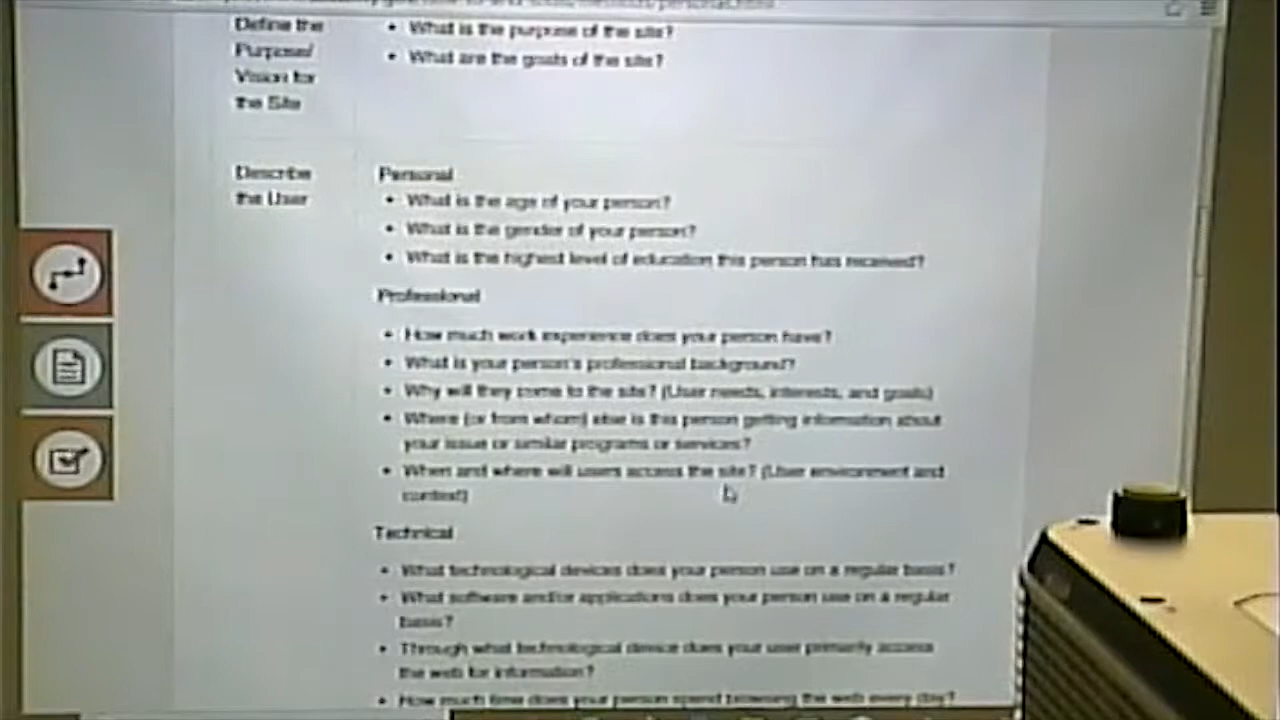 Define the
Purpose/
Vision for
the Site
• What is the purpose of the site?
• What are the goals of the site?
Describe
the User
Personal
• What is the age of your person?
• What is the gender of your person?
• What is the highest level of education this person has received?
Professional
• How much work experience does your person have?
• What is your person's professional background?
• Why will they come to the site? (User needs, interests, and goals)
• Where (or from whom) else is this person getting information about
your issue or similar programs or services?
• When and where will users access the site? (User environment and
context)
Technical
• What technological devices does your person use on a regular basis?
• What software and/or applications does your person use on a regular
basis?
• Through what technological device does your user primarily access
the web for information?
• How much time does your person spend browsing the web every day?